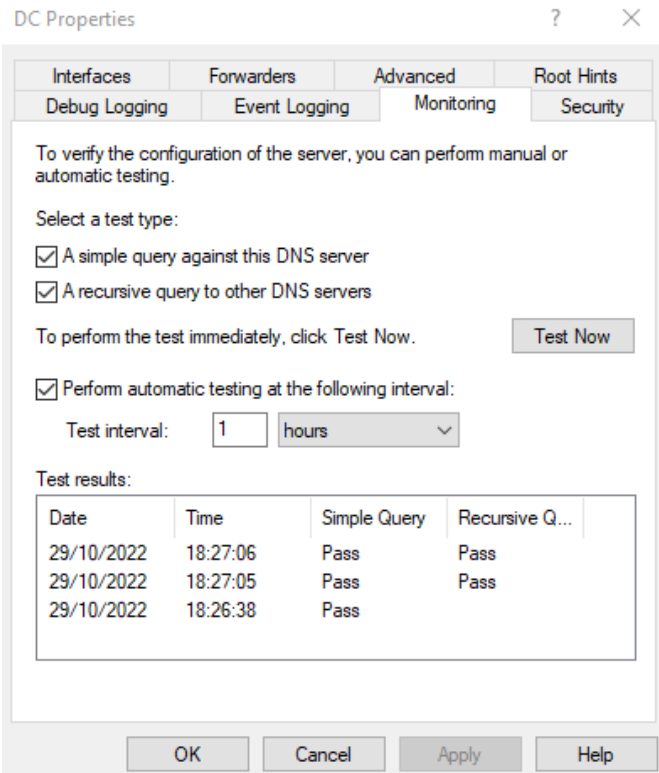 DC Properties
? ×
Interfaces Forwarders Advanced Root Hints
Debug Logging Event Logging Monitoring Security
To verify the configuration of the server, you can perform manual or
automatic testing.
Select a test type:
A simple query against this DNS server
A recursive query to other DNS servers
To perform the test immediately, click Test Now. Test Now
Perform automatic testing at the following interval:
Test interval: 1 hours
Test results:
Date Time Simple Query Recursive Q...
29/10/2022 18:27:06 Pass Pass
29/10/2022 18:27:05 Pass Pass
29/10/2022 18:26:38 Pass
OK Cancel Apply Help